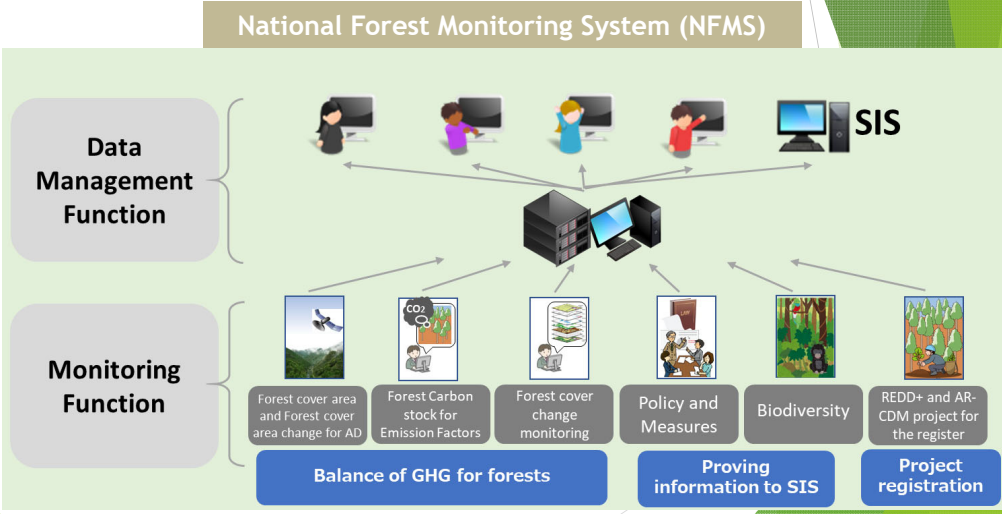 National Forest Monitoring System (NFMS)
Data
Management
Function
SIS
Monitoring
Function
CO2
LAW
Forest cover area
and Forest cover
area change for AD
Forest Carbon
stock for
Emission Factors
Forest cover
change
monitoring
Policy and
Measures
Biodiversity
REDD+ and AR-
CDM project for
the register
Balance of GHG for forests
Proving
information to SIS
Project
registration